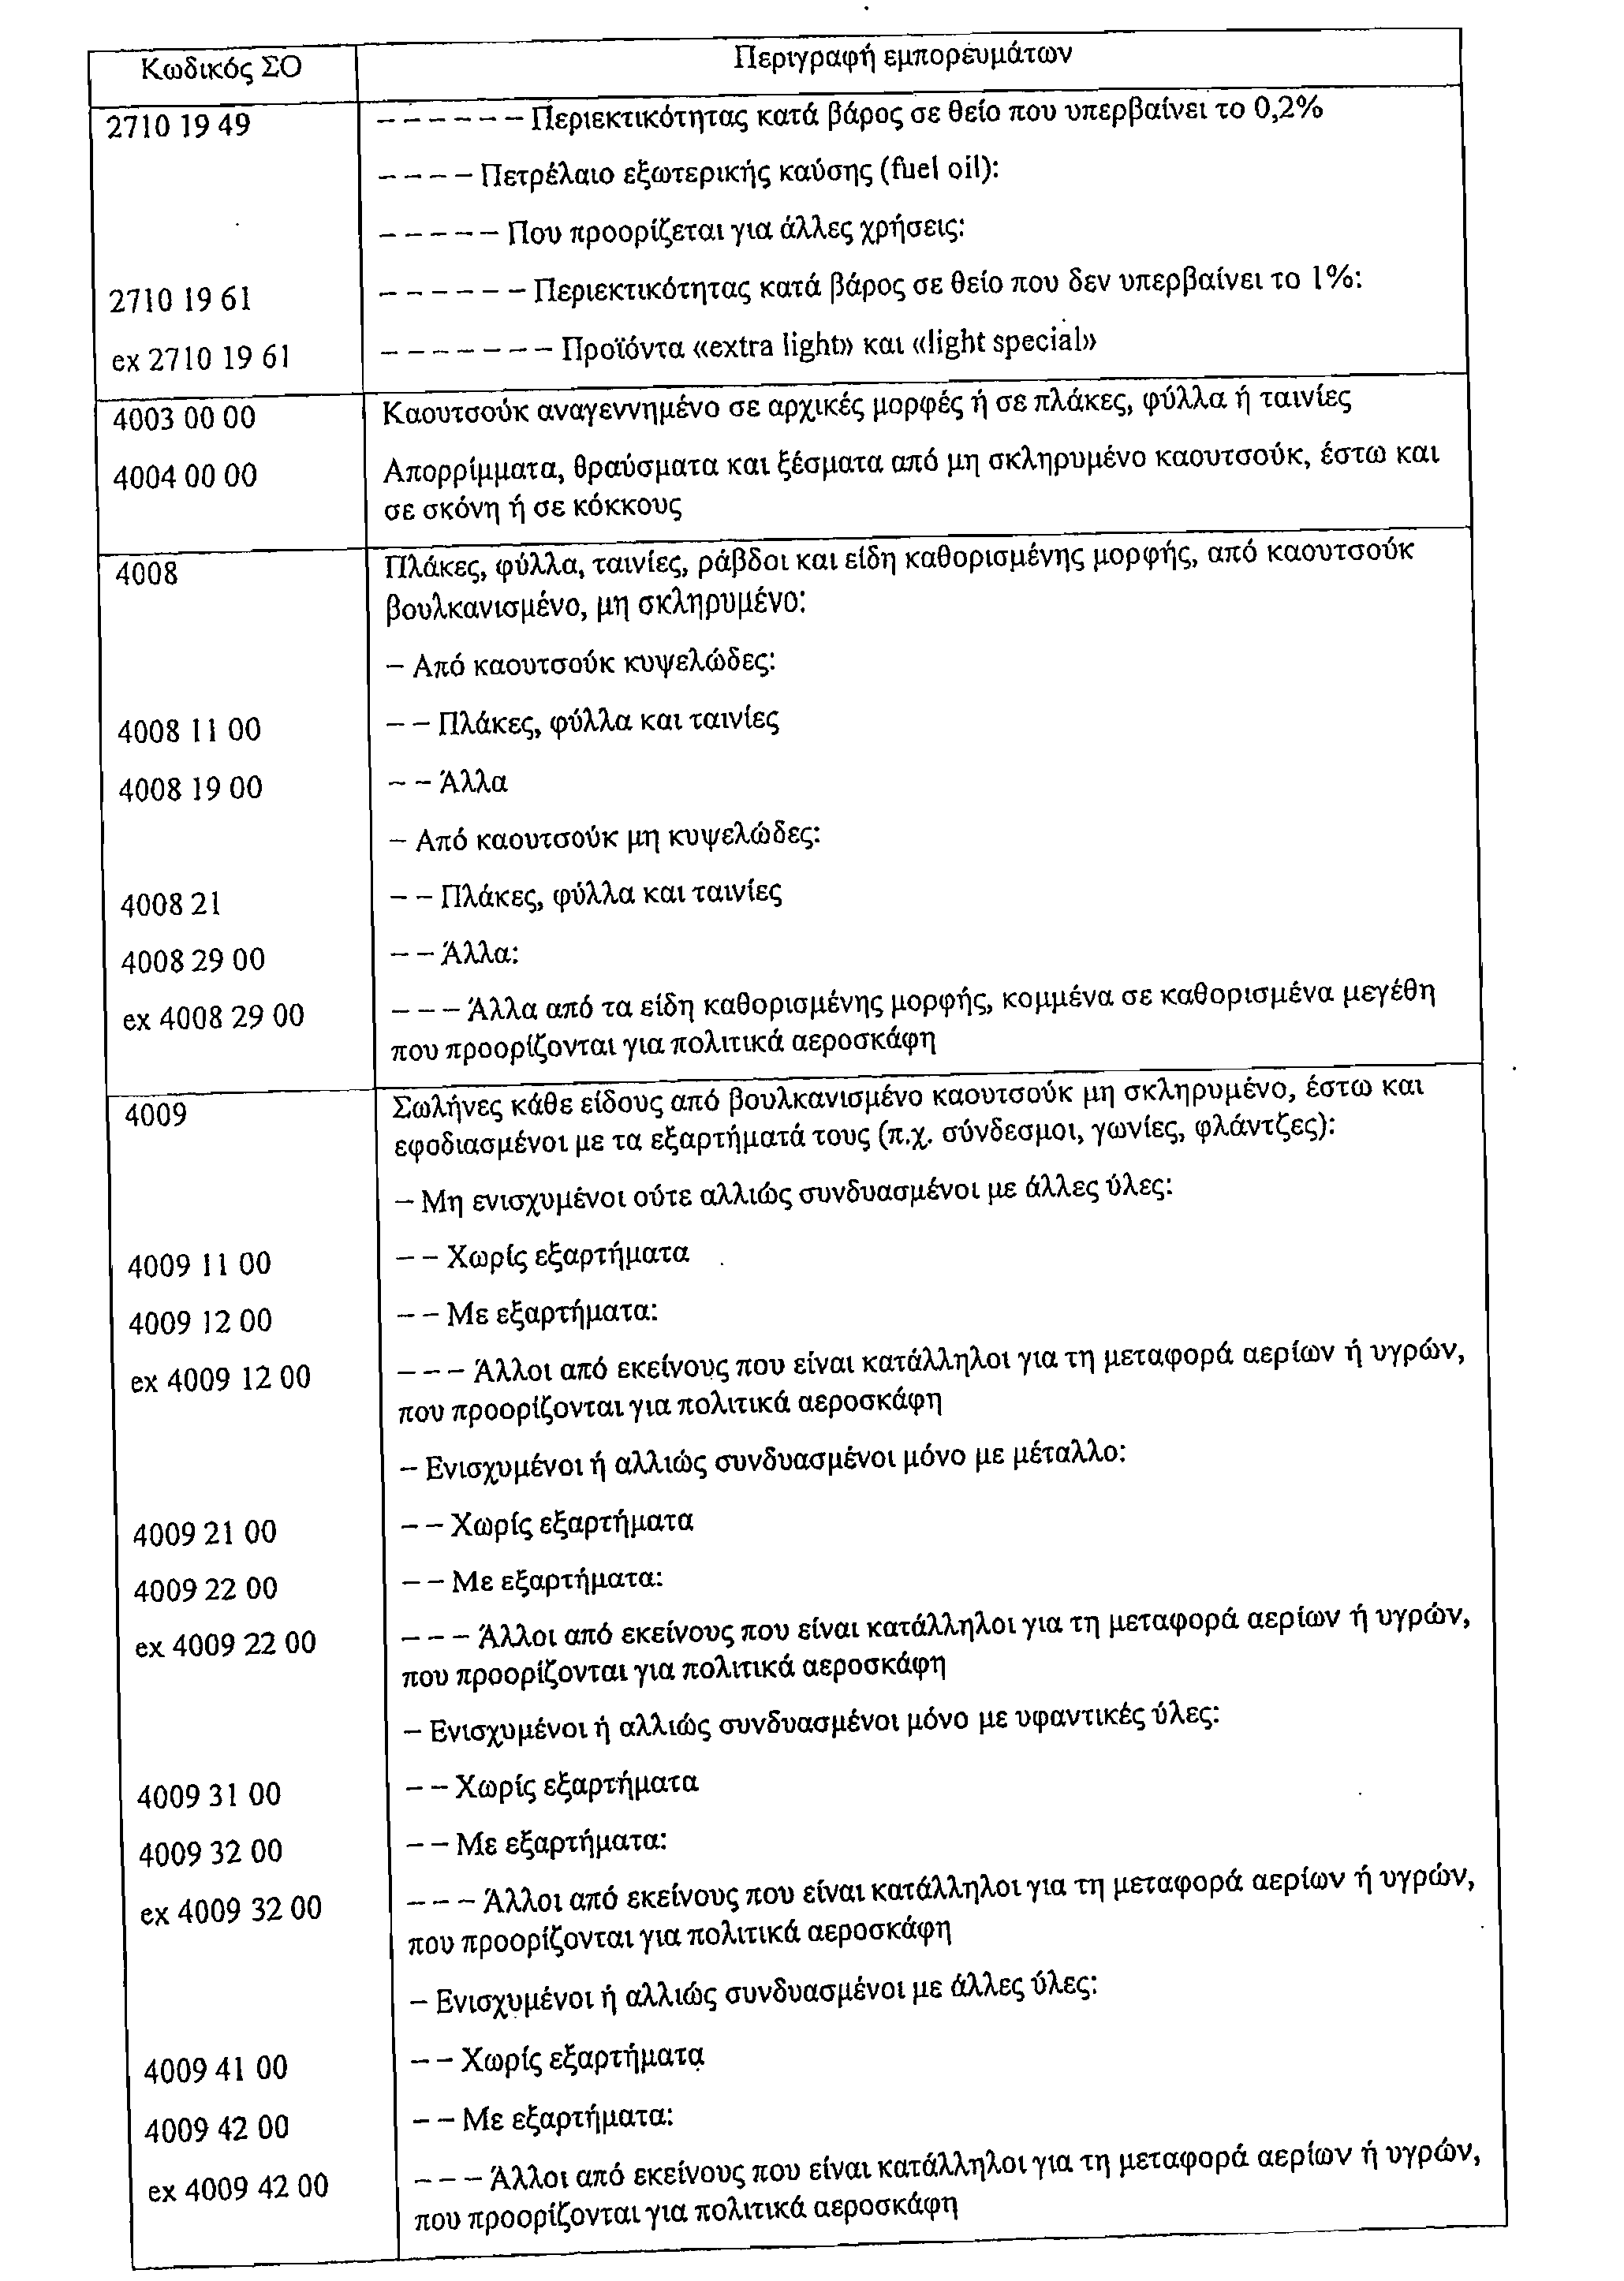 Κωδικός ΣΟ Περιγραφή εμπορευμάτων
2710 19 49 – – – – – – Περιεκτικότητας κατά βάρος σε θείο που υπερβαίνει το 0,2%
– – – – Πετρέλαιο εξωτερικής καύσης (fuel oil):
– – – – – Που προορίζεται για άλλες χρήσεις:
2710 19 61 – – – – – – Περιεκτικότητας κατά βάρος σε θείο που δεν υπερβαίνει το 1%:
ex 2710 19 61 – – – – – – – Προϊόντα «extra light» και «light special»
4003 00 00 Καουτσούκ αναγεννημένο σε αρχικές μορφές ή σε πλάκες, φύλλα ή ταινίες
4004 00 00 Απορρίμματα, θραύσματα και ξέσματα από μη σκληρυμένο καουτσούκ, έστω και
σε σκόνη ή σε κόκκους
4008 Πλάκες, φύλλα, ταινίες, ράβδοι και είδη καθορισμένης μορφής, από καουτσούκ
βουλκανισμένο, μη σκληρυμένο:
– Από καουτσούκ κυψελώδες:
4008 11 00 – – Πλάκες, φύλλα και ταινίες
4008 19 00 – – Άλλα
– Από καουτσούκ μη κυψελώδες:
4008 21 – – Πλάκες, φύλλα και ταινίες
4008 29 00 – – Άλλα:
ex 4008 29 00 – – – Άλλα από τα είδη καθορισμένης μορφής, κομμένα σε καθορισμένα μεγέθη
που προορίζονται για πολιτικά αεροσκάφη
4009 Σωλήνες κάθε είδους από βουλκανισμένο καουτσούκ μη σκληρυμένο, έστω και
εφοδιασμένοι με τα εξαρτήματά τους (π.χ. σύνδεσμοι, γωνίες, φλάντζες):
– Μη ενισχυμένοι ούτε αλλιώς συνδυασμένοι με άλλες ύλες:
4009 11 00 – – Χωρίς εξαρτήματα
4009 12 00 – – Με εξαρτήματα:
ex 4009 12 00 – – – Άλλοι από εκείνους που είναι κατάλληλοι για τη μεταφορά αερίων ή υγρών,
που προορίζονται για πολιτικά αεροσκάφη
– Ενισχυμένοι ή αλλιώς συνδυασμένοι μόνο με μέταλλο:
4009 21 00 – – Χωρίς εξαρτήματα
4009 22 00 – – Με εξαρτήματα:
ex 4009 22 00 – – – Άλλοι από εκείνους που είναι κατάλληλοι για τη μεταφορά αερίων ή υγρών,
που προορίζονται για πολιτικά αεροσκάφη
– Ενισχυμένοι ή αλλιώς συνδυασμένοι μόνο με υφαντικές ύλες:
4009 31 00 – – Χωρίς εξαρτήματα
4009 32 00 – – Με εξαρτήματα:
ex 4009 32 00 – – – Άλλοι από εκείνους που είναι κατάλληλοι για τη μεταφορά αερίων ή υγρών,
που προορίζονται για πολιτικά αεροσκάφη
– Ενισχυμένοι ή αλλιώς συνδυασμένοι με άλλες ύλες:
4009 41 00 – – Χωρίς εξαρτήματα
4009 42 00 – – Με εξαρτήματα:
ex 4009 42 00 – – – Άλλοι από εκείνους που είναι κατάλληλοι για τη μεταφορά αερίων ή υγρών,
που προορίζονται για πολιτικά αεροσκάφη